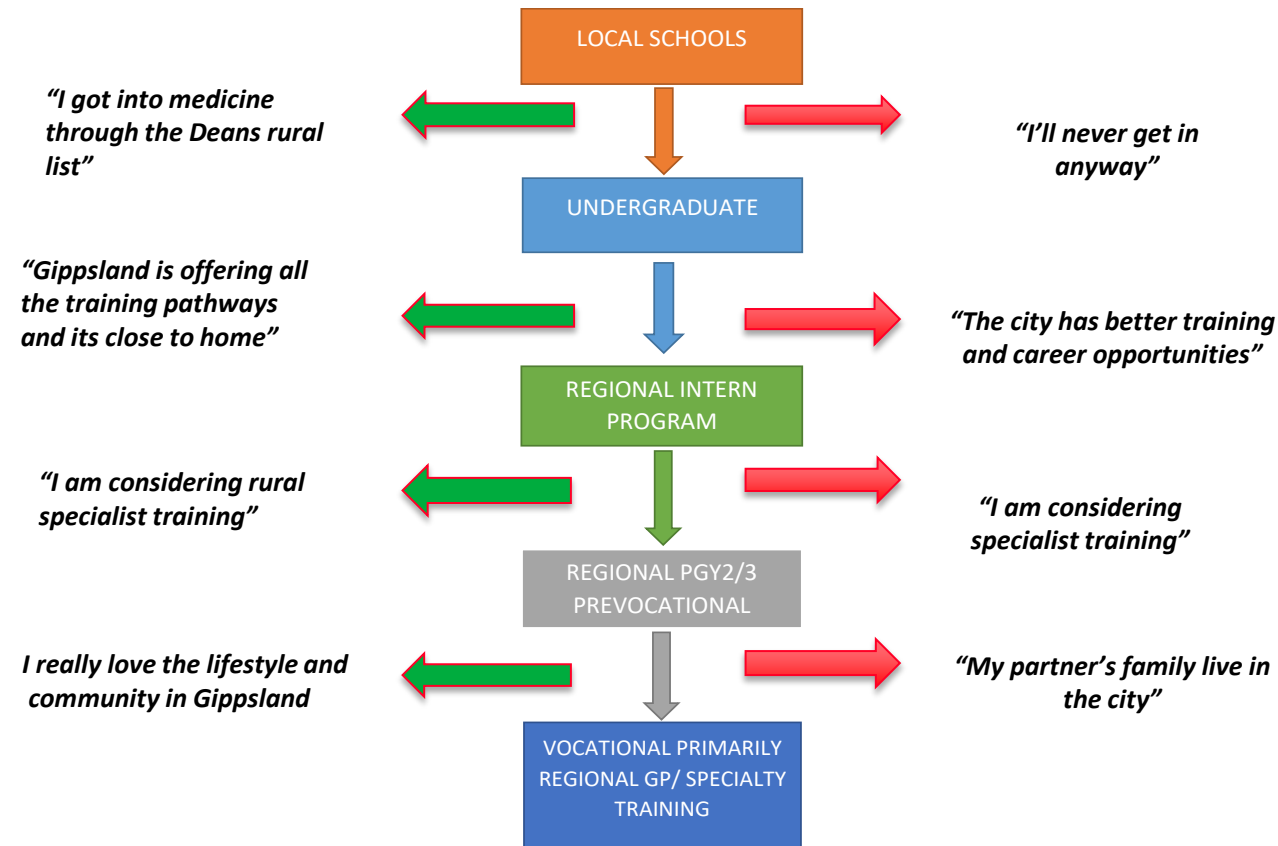 LOCAL SCHOOLS
“I got into medicine
through the Deans rural
list”
“I’ll never get in
anyway”
UNDERGRADUATE
“Gippsland is offering all
the training pathways
and its close to home”
“The city has better training
and career opportunities”
REGIONAL INTERN
PROGRAM
“I am considering rural
specialist training”
“I am considering
specialist training”
REGIONAL PGY2/3
PREVOCATIONAL
I really love the lifestyle and
community in Gippsland
“My partner’s family live in
the city”
VOCATIONAL PRIMARILY
REGIONAL GP/ SPECIALTY
TRAINING